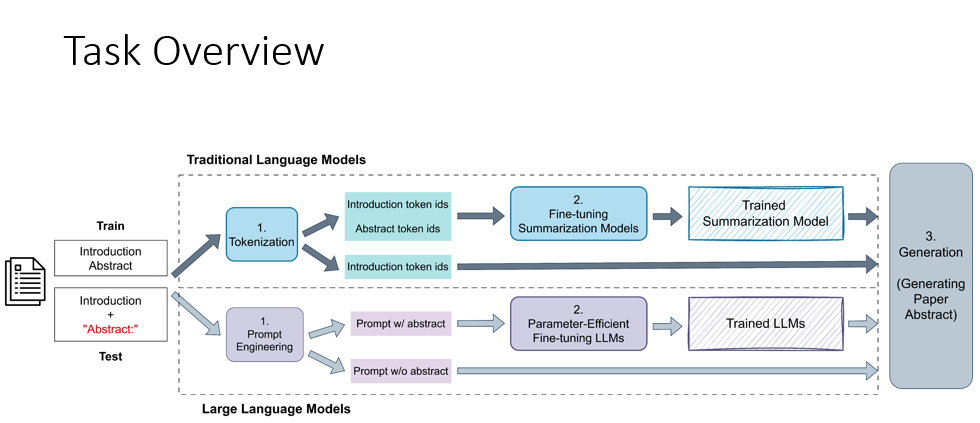 Task Overview
Traditional Language Models
Train
Introduction
Abstract
Introduction
+
"Abstract:"
Test
1.
Tokenization
Introduction token ids
Abstract token ids
Introduction token ids
2.
Fine-tuning
Summarization Models
Trained
Summarization Model
1.
Prompt
Engineering
Prompt w/ abstract
Prompt w/o abstract
2.
Parameter-Efficient
Fine-tuning LLMs
Trained LLMs
3.
Generation
(Generating
Paper
Abstract)
Large Language Models